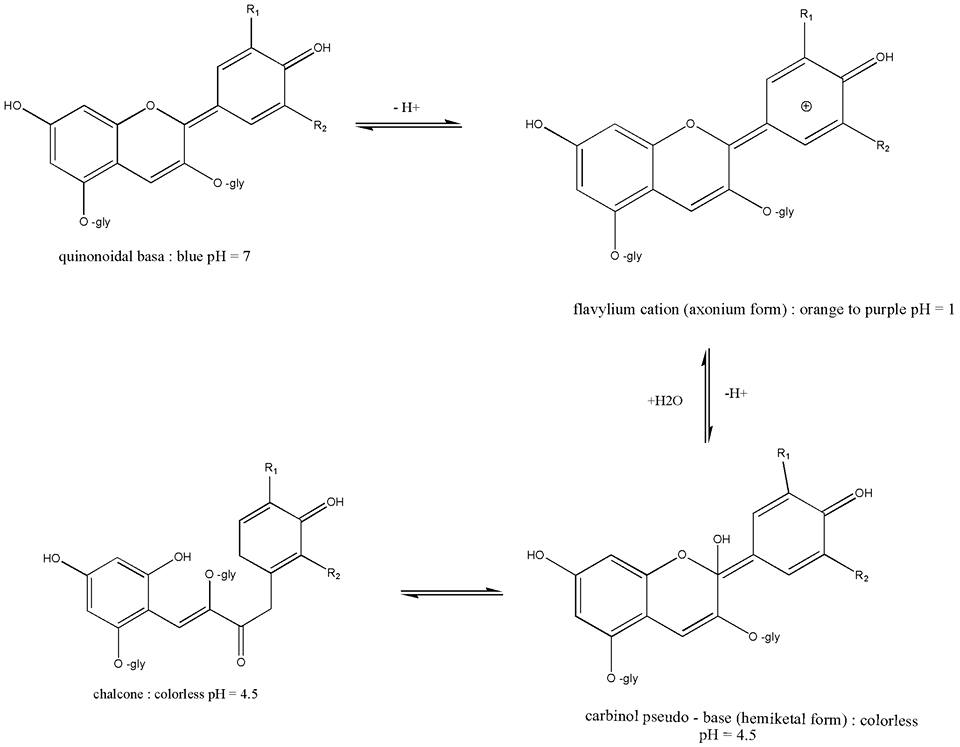 R1
OH
HO
O
R2
O -gly
O -gly
quinonoidal basa : blue pH = 7
- H+
R1
OH
HO
O
⊕
R2
O -gly
O -gly
flavylium cation (axonium form) : orange to purple pH = 1
+H2O
-H+
R1
OH
HO
OH
O -gly
R2
O -gly
O
chalcone : colorless pH = 4.5
R1
OH
OH
HO
O
R2
O -gly
O -gly
carbinol pseudo - base (hemiketal form) : colorless
pH = 4.5